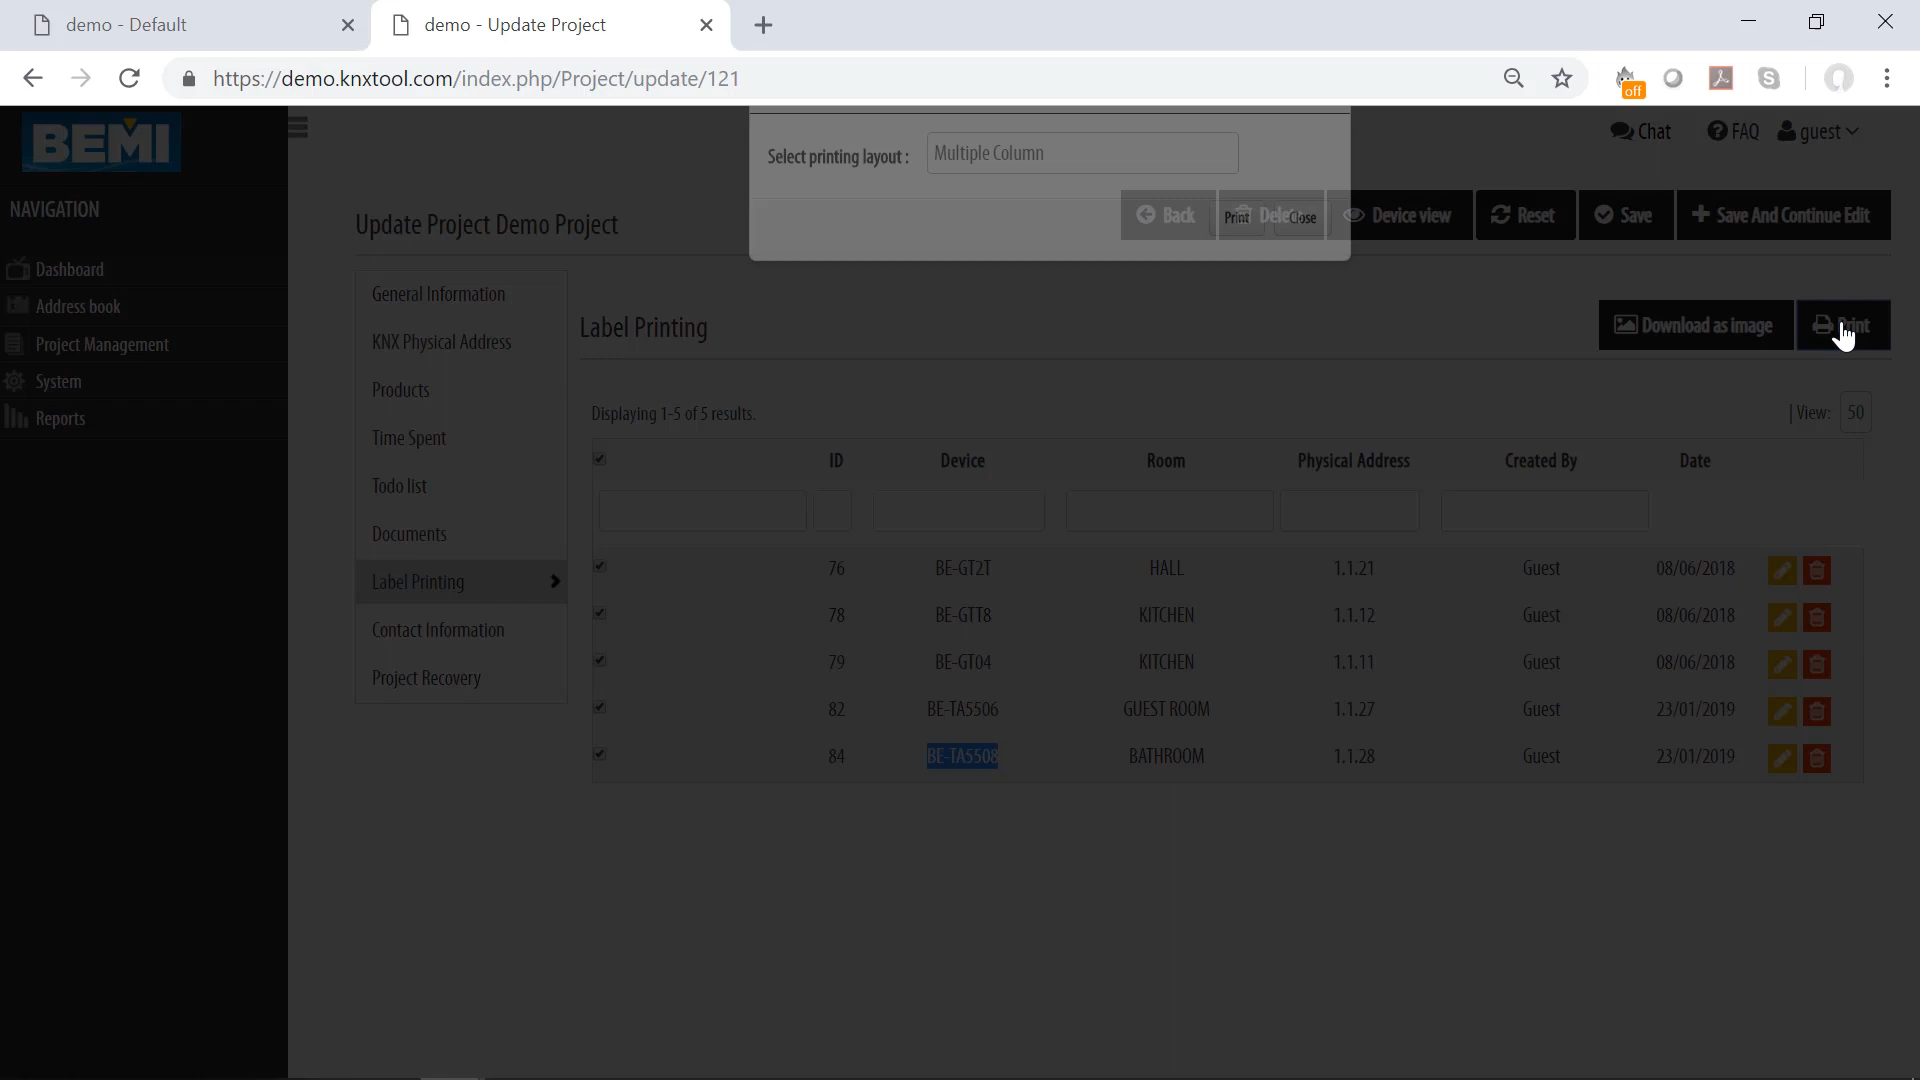 demo - Default
demo - Update Project
https://demo.knxtool.com/index.php/Project/update/121
off
BEMI
Chat
FAQ
guest
Select printing layout :
Multiple Column
Print
Close
NAVIGATION
Dashboard
Address book
Project Management
System
Reports
Update Project Demo Project
Back
Delete
Device view
Reset
Save
Save And Continue Edit
General Information
KNX Physical Address
Products
Time Spent
Todo list
Documents
Label Printing
Contact Information
Project Recovery
Label Printing
Download as image
Print
Displaying 1-5 of 5 results.
| View: 50
ID Device Room Physical Address Created By Date
76 BE-GT2T HALL 1.1.21 Guest 08/06/2018
78 BE-GTT8 KITCHEN 1.1.12 Guest 08/06/2018
79 BE-GT04 KITCHEN 1.1.11 Guest 08/06/2018
82 BE-TA5506 GUEST ROOM 1.1.27 Guest 23/01/2019
84 BE-TA5508 BATHROOM 1.1.28 Guest 23/01/2019